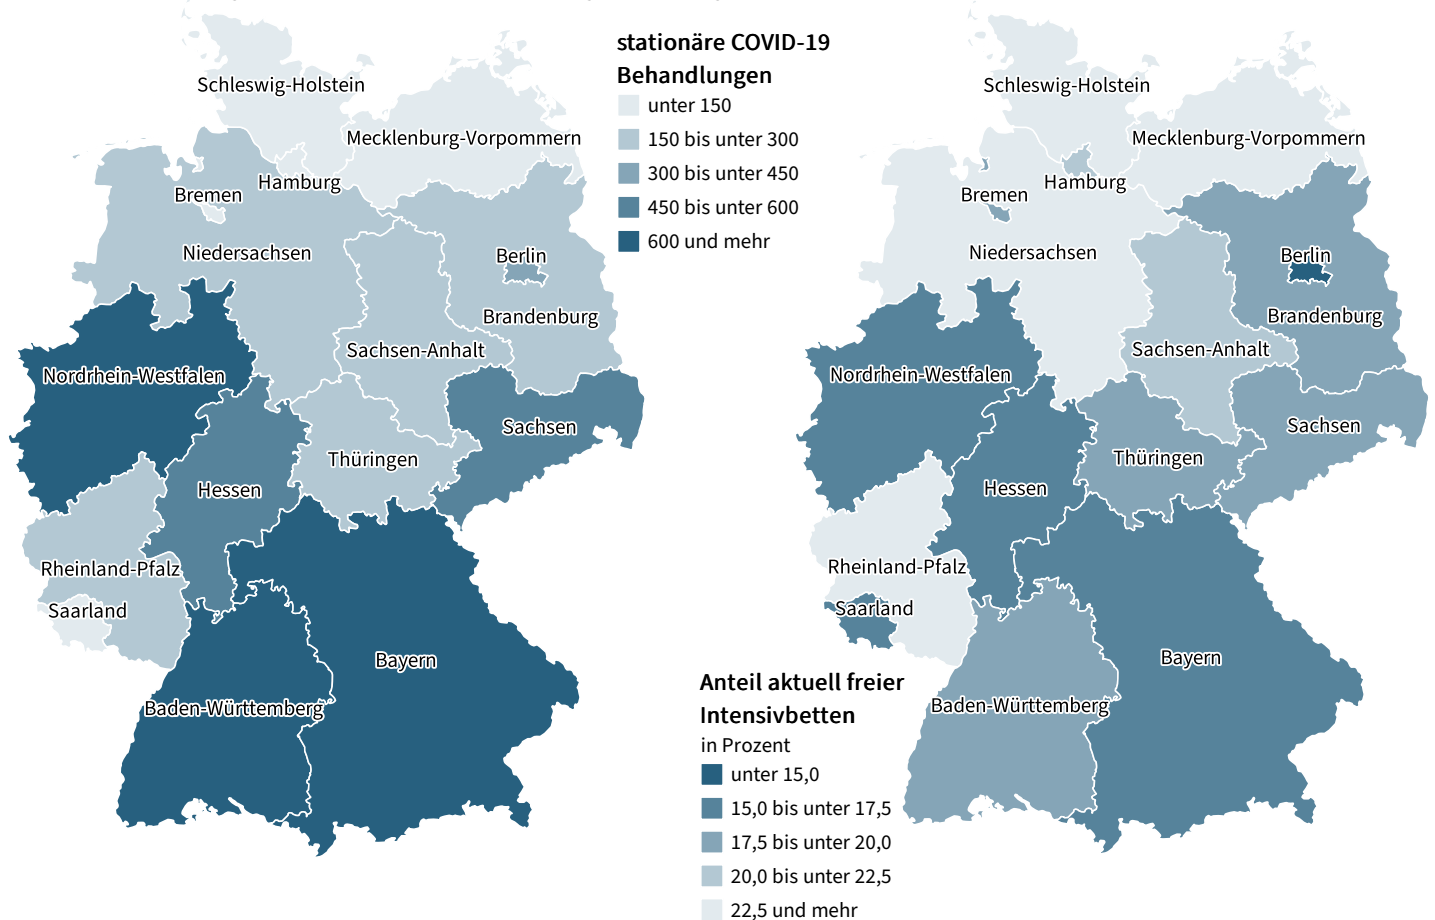 stationäre COVID-19
Behandlungen
unter 150
150 bis unter 300
300 bis unter 450
450 bis unter 600
600 und mehr
Schleswig-Holstein
Mecklenburg-Vorpommern
Hamburg
Bremen
Niedersachsen
Berlin
Brandenburg
Sachsen-Anhalt
Nordrhein-Westfalen
Sachsen
Thüringen
Hessen
Rheinland-Pfalz
Saarland
Bayern
Baden-Württemberg
Schleswig-Holstein
Mecklenburg-Vorpommern
Hamburg
Bremen
Niedersachsen
Berlin
Brandenburg
Sachsen-Anhalt
Nordrhein-Westfalen
Sachsen
Thüringen
Hessen
Rheinland-Pfalz
Saarland
Bayern
Baden-Württemberg
Anteil aktuell freier
Intensivbetten
in Prozent
unter 15,0
15,0 bis unter 17,5
17,5 bis unter 20,0
20,0 bis unter 22,5
22,5 und mehr